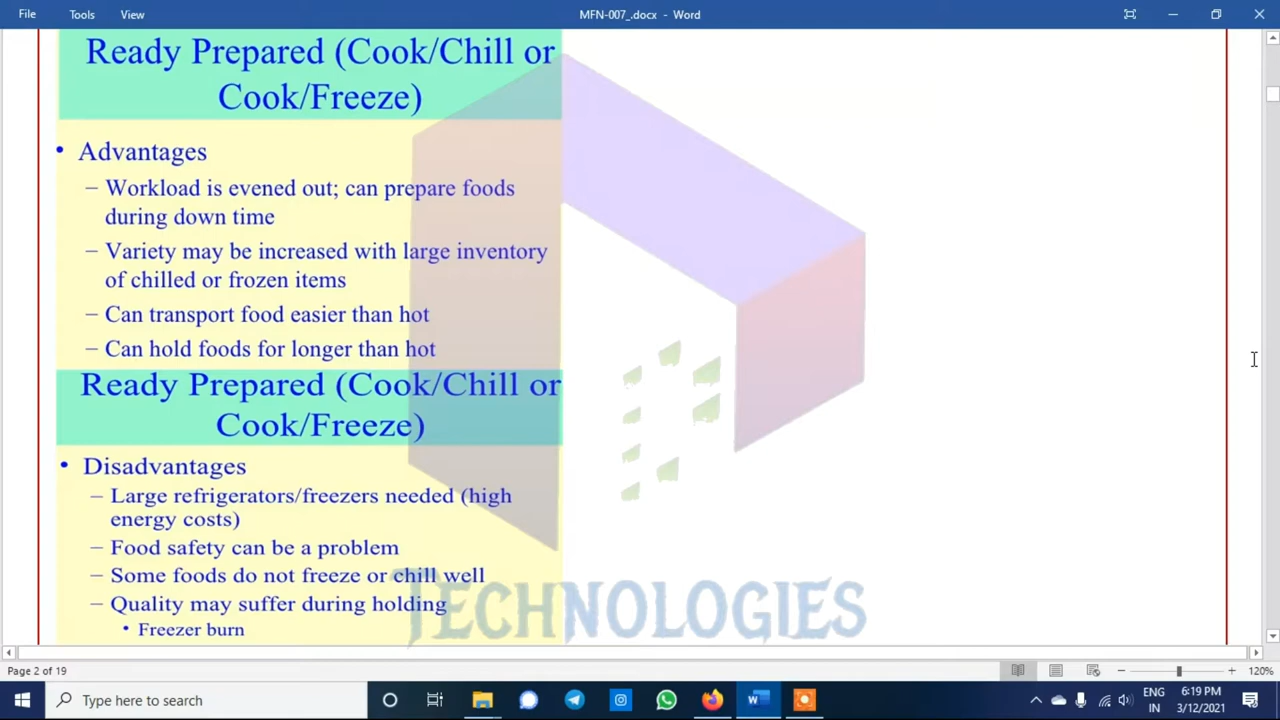 File Tools View MFN-007_.docx - Word
Ready Prepared (Cook/Chill or
Cook/Freeze)
• Advantages
– Workload is evened out; can prepare foods
during down time
– Variety may be increased with large inventory
of chilled or frozen items
– Can transport food easier than hot
– Can hold foods for longer than hot
Ready Prepared (Cook/Chill or
Cook/Freeze)
• Disadvantages
– Large refrigerators/freezers needed (high
energy costs)
– Food safety can be a problem
– Some foods do not freeze or chill well
– Quality may suffer during holding
• Freezer burn
TECHNOLOGIES
Page 2 of 19 120%
Type here to search
ENG
IN
6:19 PM
3/12/2021